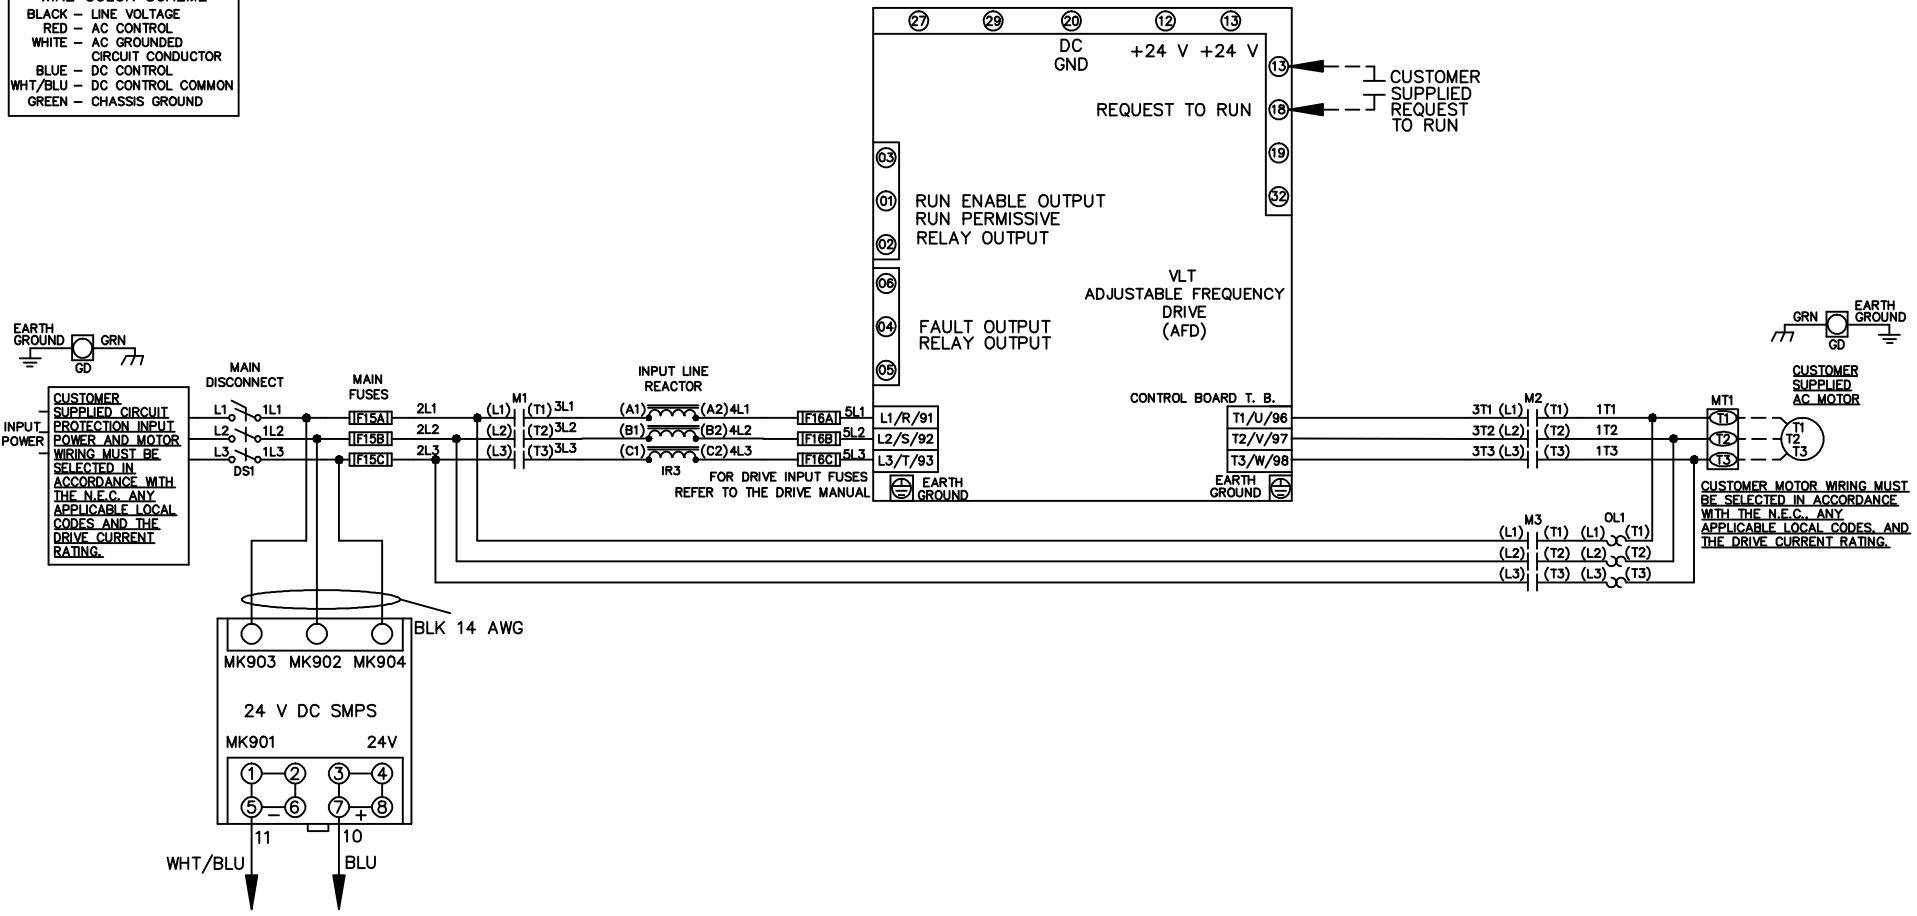 BLACK – LINE VOLTAGE
RED – AC CONTROL
WHITE – AC GROUNDED
CIRCUIT CONDUCTOR
BLUE – DC CONTROL
WHT/BLU – DC CONTROL COMMON
GREEN – CHASSIS GROUND
27 29 20 12 13
DC
GND
+24 V +24 V
13
18
19
32
REQUEST TO RUN
CUSTOMER
SUPPLIED
REQUEST
TO RUN
03
01
02
RUN ENABLE OUTPUT
RUN PERMISSIVE
RELAY OUTPUT
06
04
05
FAULT OUTPUT
RELAY OUTPUT
VLT
ADJUSTABLE FREQUENCY
DRIVE
(AFD)
CONTROL BOARD T. B.
EARTH
GROUND
GRN
GD
INPUT
POWER
CUSTOMER
SUPPLIED CIRCUIT
PROTECTION INPUT
POWER AND MOTOR
WIRING MUST BE
SELECTED IN
ACCORDANCE WITH
THE N.E.C. ANY
APPLICABLE LOCAL
CODES AND THE
DRIVE CURRENT
RATING.
MAIN
DISCONNECT
L1 1L1
L2 1L2
L3 1L3
DS1
MAIN
FUSES
F15A
F15B
F15C
2L1
2L2
2L3
M1
(L1) (T1) 3L1
(L2) (T2) 3L2
(L3) (T3) 3L3
INPUT LINE
REACTOR
(A1) (A2) 4L1
(B1) (B2) 4L2
(C1) (C2) 4L3
IR3
F16A 5L1
F16B 5L2
F16C 5L3
FOR DRIVE INPUT FUSES
REFER TO THE DRIVE MANUAL
L1/R/91
L2/S/92
L3/T/93
EARTH
GROUND
T1/U/96
T2/V/97
T3/W/98
EARTH
GROUND
M2
3T1 (L1) (T1) 1T1
3T2 (L2) (T2) 1T2
3T3 (L3) (T3) 1T3
MT1
T1
T2
T3
T1
T2
T3
GRN
GD
EARTH
GROUND
CUSTOMER
SUPPLIED
AC MOTOR
CUSTOMER MOTOR WIRING MUST
BE SELECTED IN ACCORDANCE
WITH THE N.E.C., ANY
APPLICABLE LOCAL CODES, AND
THE DRIVE CURRENT RATING.
M3 OL1
(L1) (T1) (L1) (T1)
(L2) (T2) (L2) (T2)
(L3) (T3) (L3) (T3)
BLK 14 AWG
MK903 MK902 MK904
24 V DC SMPS
MK901 24V
1 2 3 4
5 – 6 7 + 8
11 10
WHT/BLU BLU